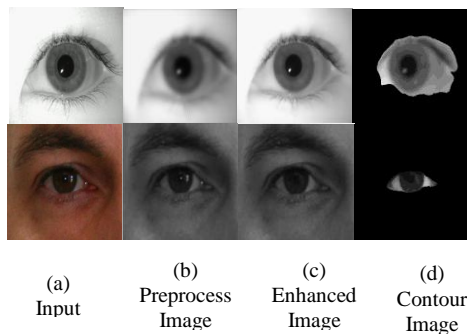 (a)
Input
(b)
Preprocess
Image
(c)
Enhanced
Image
(d)
Contour
Image